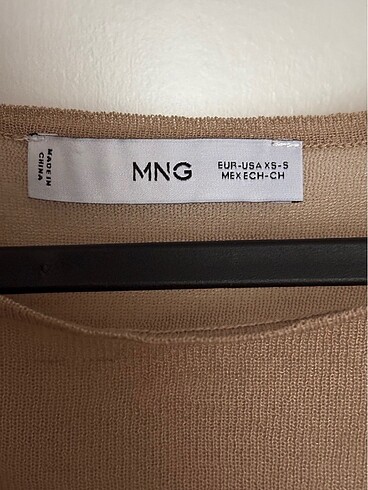 MADE IN
CHINA
MNG
EUR-USA XS-S
MEX ECH-CH